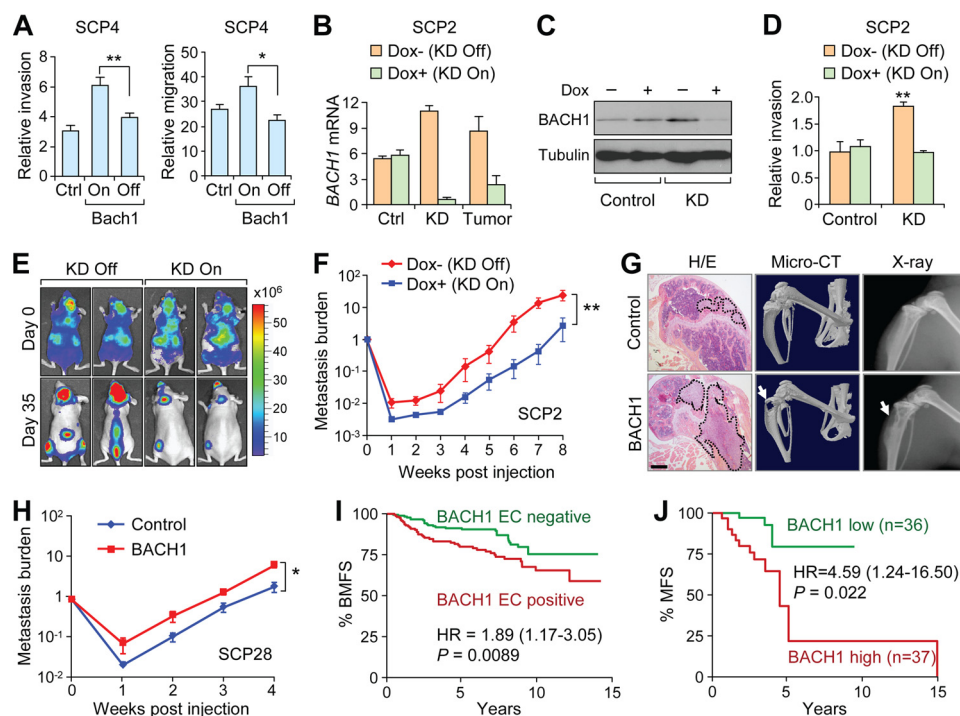 A
SCP4
Relative invasion
8
6
4
2
0
**
Ctrl On Off
Bach1
SCP4
Relative migration
50
40
30
20
10
0
*
Ctrl On Off
Bach1
B
SCP2
Dox- (KD Off)
Dox+ (KD On)
BACH1 mRNA
12
9
6
3
0
Ctrl KD Tumor
C
Dox − + − +
BACH1
Tubulin
Control KD
D
SCP2
Dox- (KD Off)
Dox+ (KD On)
Relative invasion
2.0
1.5
1.0
0.5
0
**
Control KD
E
KD Off KD On
Day 0
Day 35
x10⁶
60
50
40
30
20
10
F
Dox- (KD Off)
Dox+ (KD On)
Metastasis burden
10²
10
1
10⁻¹
10⁻²
10⁻³
**
SCP2
0 1 2 3 4 5 6 7 8
Weeks post injection
G
H/E Micro-CT X-ray
Control
BACH1
H
Control
BACH1
Metastasis burden
10²
10
1
10⁻¹
10⁻²
*
SCP28
0 1 2 3 4
Weeks post injection
I
% BMFS
100
75
50
25
0
BACH1 EC negative
BACH1 EC positive
HR = 1.89 (1.17-3.05)
P = 0.0089
0 5 10 15
Years
J
% MFS
100
75
50
25
0
BACH1 low (n=36)
HR=4.59 (1.24-16.50)
P = 0.022
BACH1 high (n=37)
0 5 10 15
Years